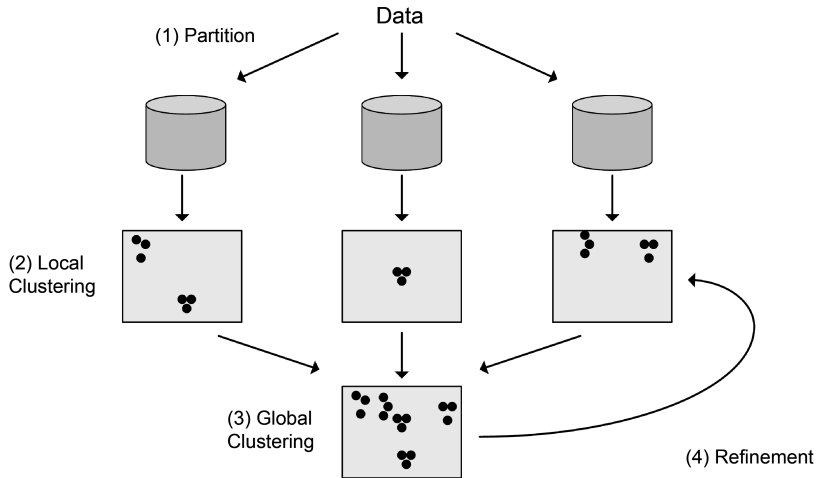 Data
(1) Partition
(2) Local
Clustering
(3) Global
Clustering
(4) Refinement